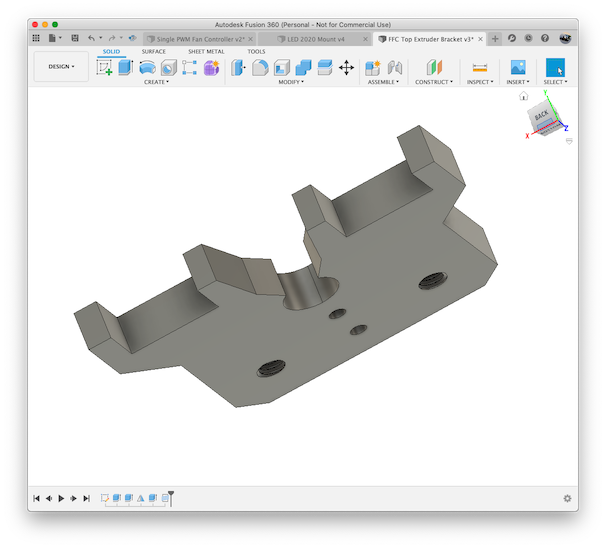 Autodesk Fusion 360 (Personal - Not for Commercial Use)
Single PWM Fan Controller v2*
LED 2020 Mount v4
FFC Top Extruder Bracket v3*
SOLID SURFACE SHEET METAL TOOLS
DESIGN
CREATE MODIFY ASSEMBLE CONSTRUCT INSPECT INSERT SELECT
Y
BACK
X
Z